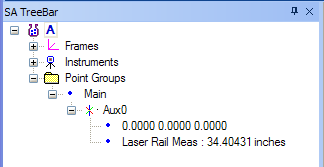 SA TreeBar
A
Frames
Instruments
Point Groups
Main
Aux0
0.0000 0.0000 0.0000
Laser Rail Meas : 34.40431 inches